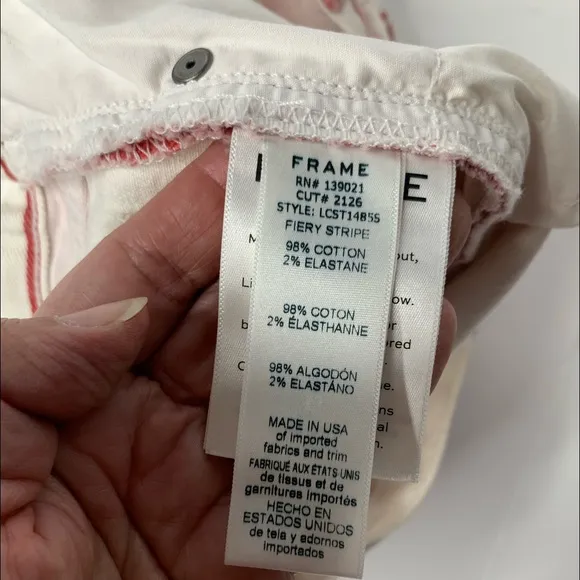 FRAME
RN# 139021
CUT# 2126
STYLE: LCST14B5S
FIERY STRIPE
98% COTTON
2% ELASTANE
98% COTON
2% ÉLASTHANNE
98% ALGODÓN
2% ELASTÁNO
MADE IN USA
of imported
fabrics and trim
FABRIQUÉ AUX ÉTATS-UNIS
de tissus et de
garnitures importés
HECHO EN
ESTADOS UNIDOS
de tela y adornos
importados